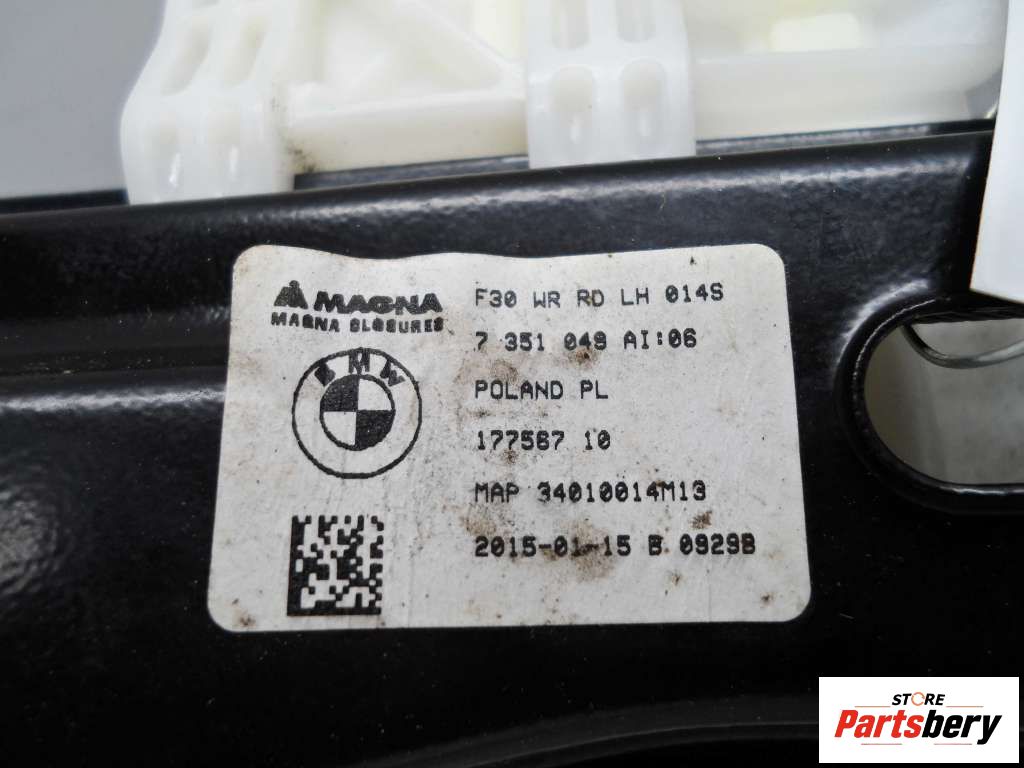 MAGNA
MAGNA CLOSURES
BMW
F30 WR RD LH 014S
7 351 049 AI:06
POLAND PL
177567 10
MAP 34010014M13
2015-01-15 B 0929B
STORE
Partsbery